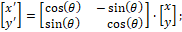 [x′ y′] = [cos(θ) −sin(θ) sin(θ) cos(θ)] · [x y];